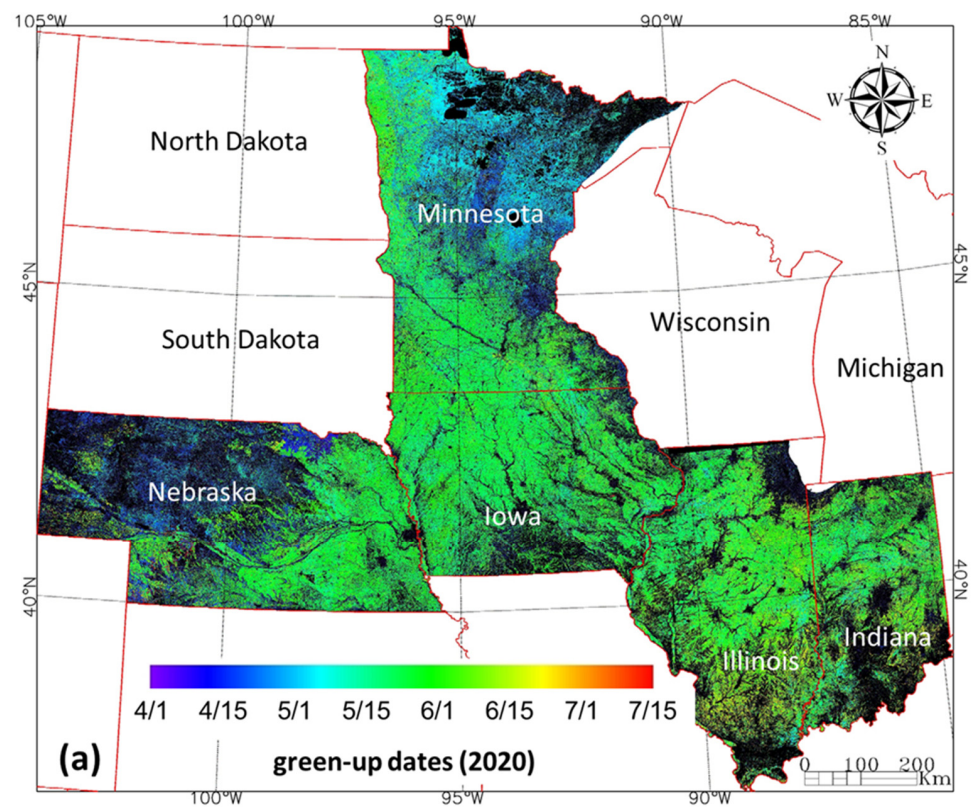 105°W 100°W 95°W 90°W 85°W
N
W E
S
North Dakota
Minnesota
45°N 45°N
South Dakota
Wisconsin
Michigan
Nebraska
Iowa
40°N 40°N
Indiana
Illinois
4/1 4/15 5/1 5/15 6/1 6/15 7/1 7/15
(a) green-up dates (2020)
0 100 200
Km
100°W 95°W 90°W